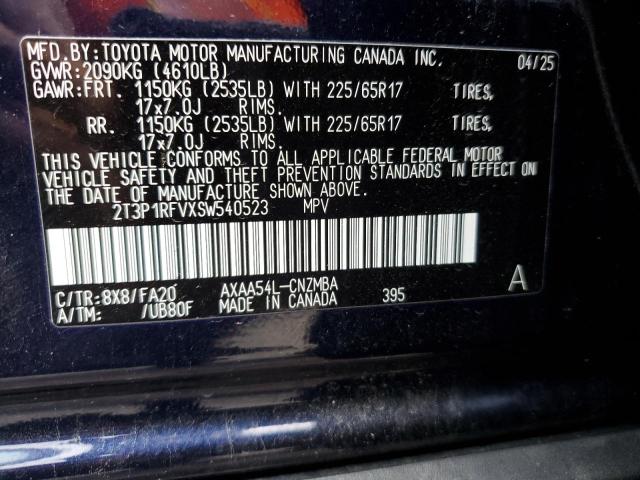 MFD.BY:TOYOTA MOTOR MANUFACTURING CANADA INC. 04/25
GVWR:2090KG (4610LB)
GAWR:FRT. 1150KG (2535LB) WITH 225/65R17 TIRES,
17x7.0J RIMS.
RR. 1150KG (2535LB) WITH 225/65R17 TIRES,
17x7.0J RIMS.
THIS VEHICLE CONFORMS TO ALL APPLICABLE FEDERAL MOTOR
VEHICLE SAFETY AND THEFT PREVENTION STANDARDS IN EFFECT ON
THE DATE OF MANUFACTURE SHOWN ABOVE.
2T3P1RFVXSW540523 MPV
C/TR:8X8/FA20 AXAA54L-CNZMBA A
A/TM: /UB80F MADE IN CANADA 395